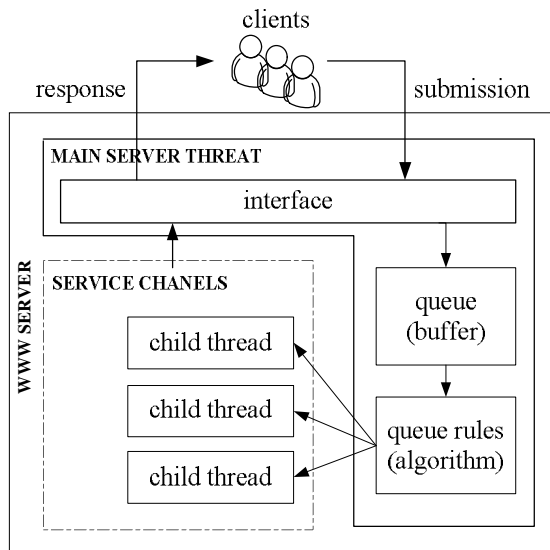 clients
response
submission
MAIN SERVER THREAT
interface
WWW SERVER
SERVICE CHANELS
queue
(buffer)
child thread
child thread
child thread
queue rules
(algorithm)